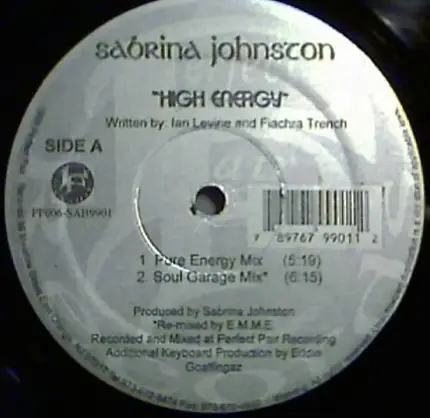 Sabrina Johnston
"HIGH ENERGY"
Written by: Ian Levine and Fiachra Trench
SIDE A
PP006-SAB9901
7 89767 99011 2
1 Pure Energy Mix (5:19)
2. Soul Garage Mix* (6:15)
Produced by Sabrina Johnston
*Re-mixed by E.M.M.E.
Recorded and Mixed at Perfect Pair Recording
Additional Keyboard Production by Eddie
Goatfingaz